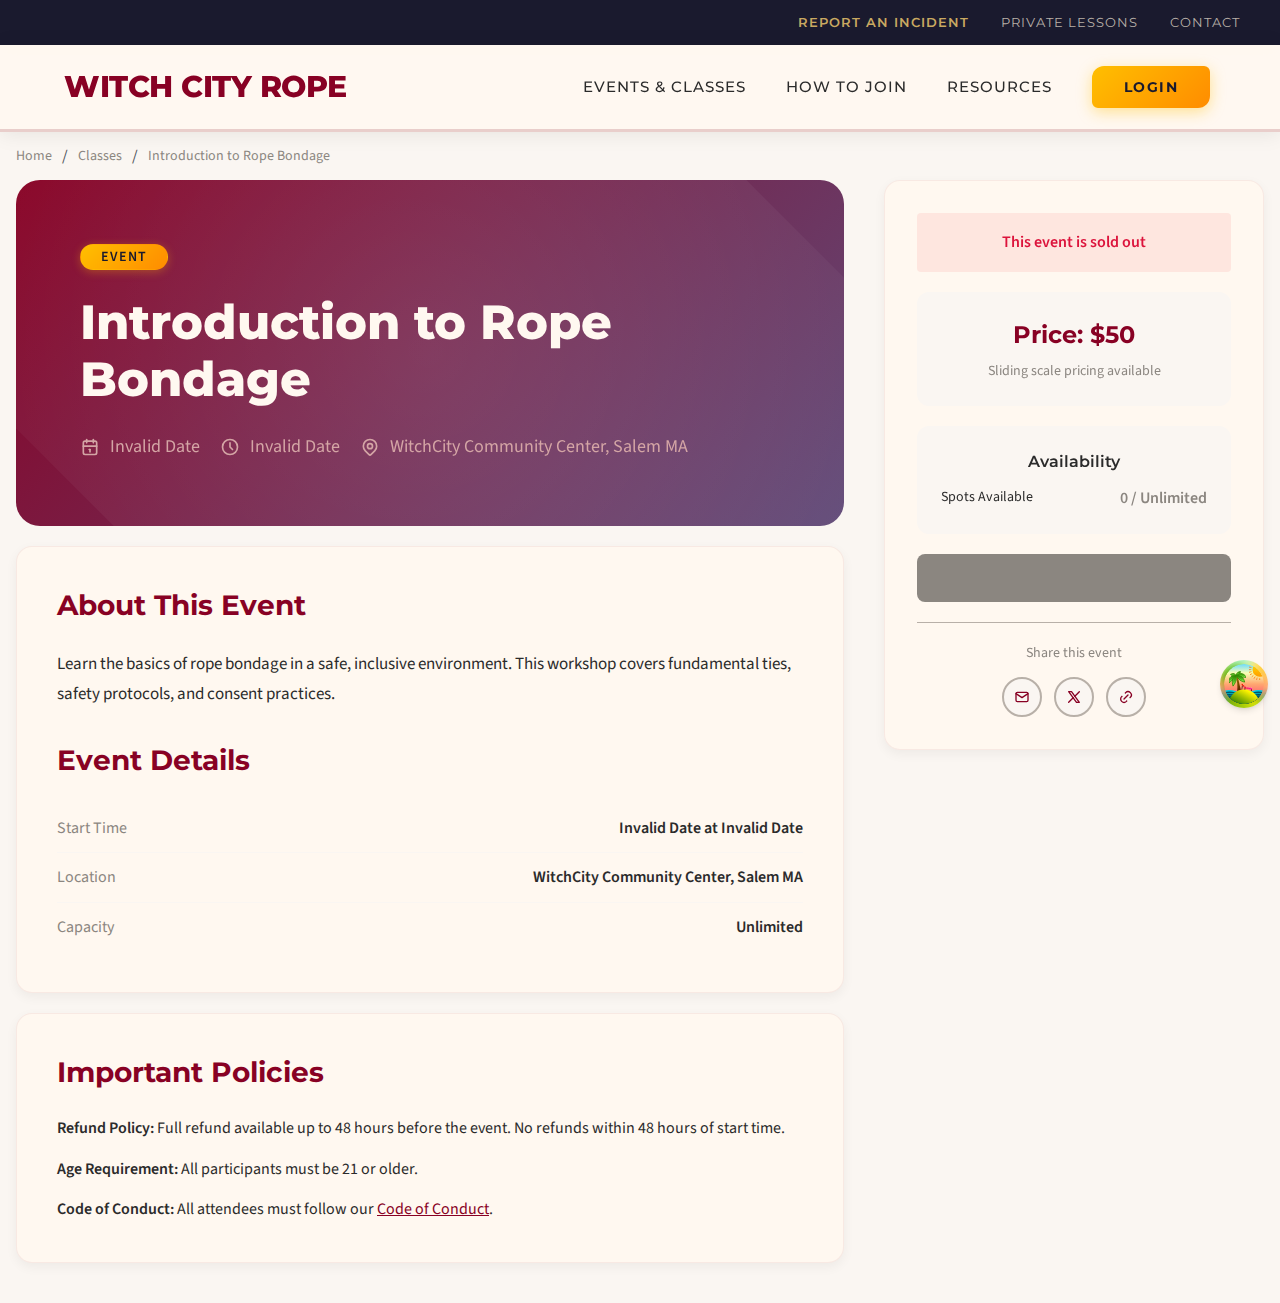 REPORT AN INCIDENT PRIVATE LESSONS CONTACT
WITCH CITY ROPE EVENTS & CLASSES HOW TO JOIN RESOURCES LOGIN
Home / Classes / Introduction to Rope Bondage
EVENT
Introduction to Rope
Bondage
Invalid Date Invalid Date WitchCity Community Center, Salem MA
About This Event
Learn the basics of rope bondage in a safe, inclusive environment. This workshop covers fundamental ties,
safety protocols, and consent practices.
Event Details
Start Time Invalid Date at Invalid Date
Location WitchCity Community Center, Salem MA
Capacity Unlimited
Important Policies
Refund Policy: Full refund available up to 48 hours before the event. No refunds within 48 hours of start time.
Age Requirement: All participants must be 21 or older.
Code of Conduct: All attendees must follow our Code of Conduct.
This event is sold out
Price: $50
Sliding scale pricing available
Availability
Spots Available 0 / Unlimited
Share this event